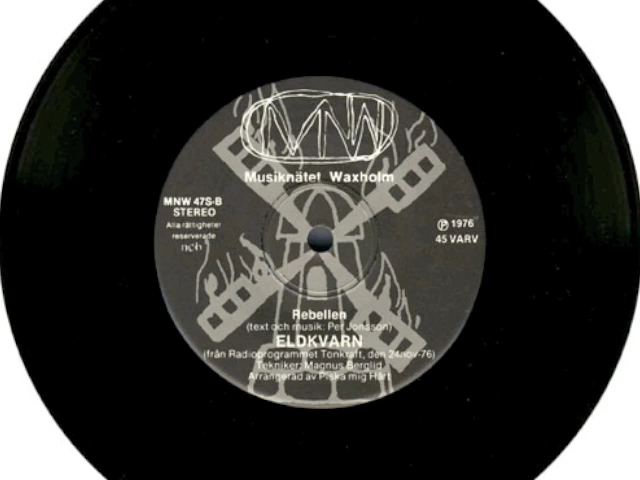 MNW
Musiknätet Waxholm
MNW 47S-B
STEREO
Alla rättigheter
reserverade
ncb
Ⓟ 1976
45 VARV
Rebellen
(text och musik: Per Jonason)
ELDKVARN
(från Radioprogrammet Tonkraft, den 24 nov -76)
Tekniker: Magnus Berglid
Arrangerad av Piska mig Hårt